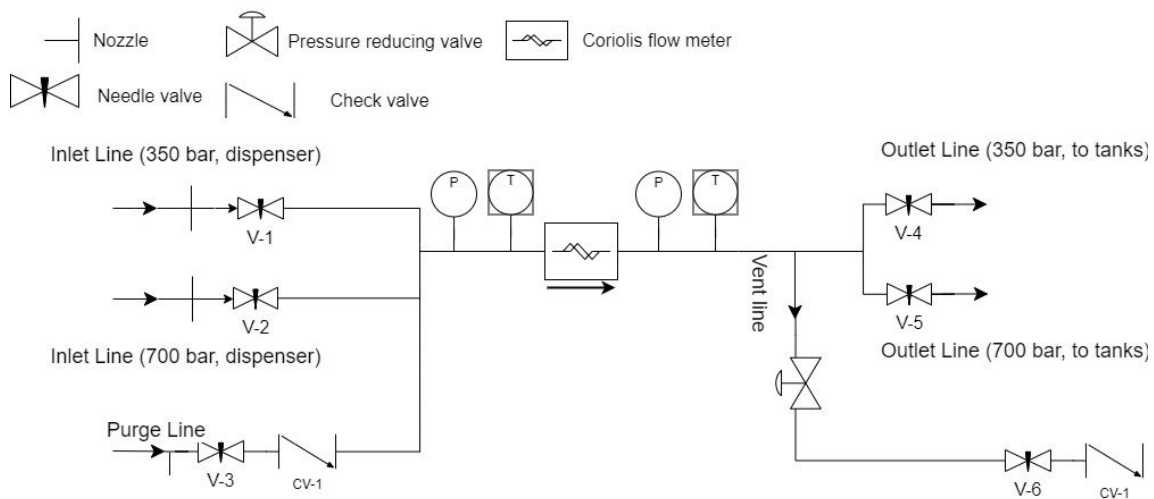 Nozzle
Pressure reducing valve
Coriolis flow meter
Needle valve
Check valve
Inlet Line (350 bar, dispenser)
Outlet Line (350 bar, to tanks)
P
T
P
T
V-1
V-4
V-2
Vent line
V-5
Inlet Line (700 bar, dispenser)
Outlet Line (700 bar, to tanks)
Purge Line
V-3
CV-1
V-6
CV-1